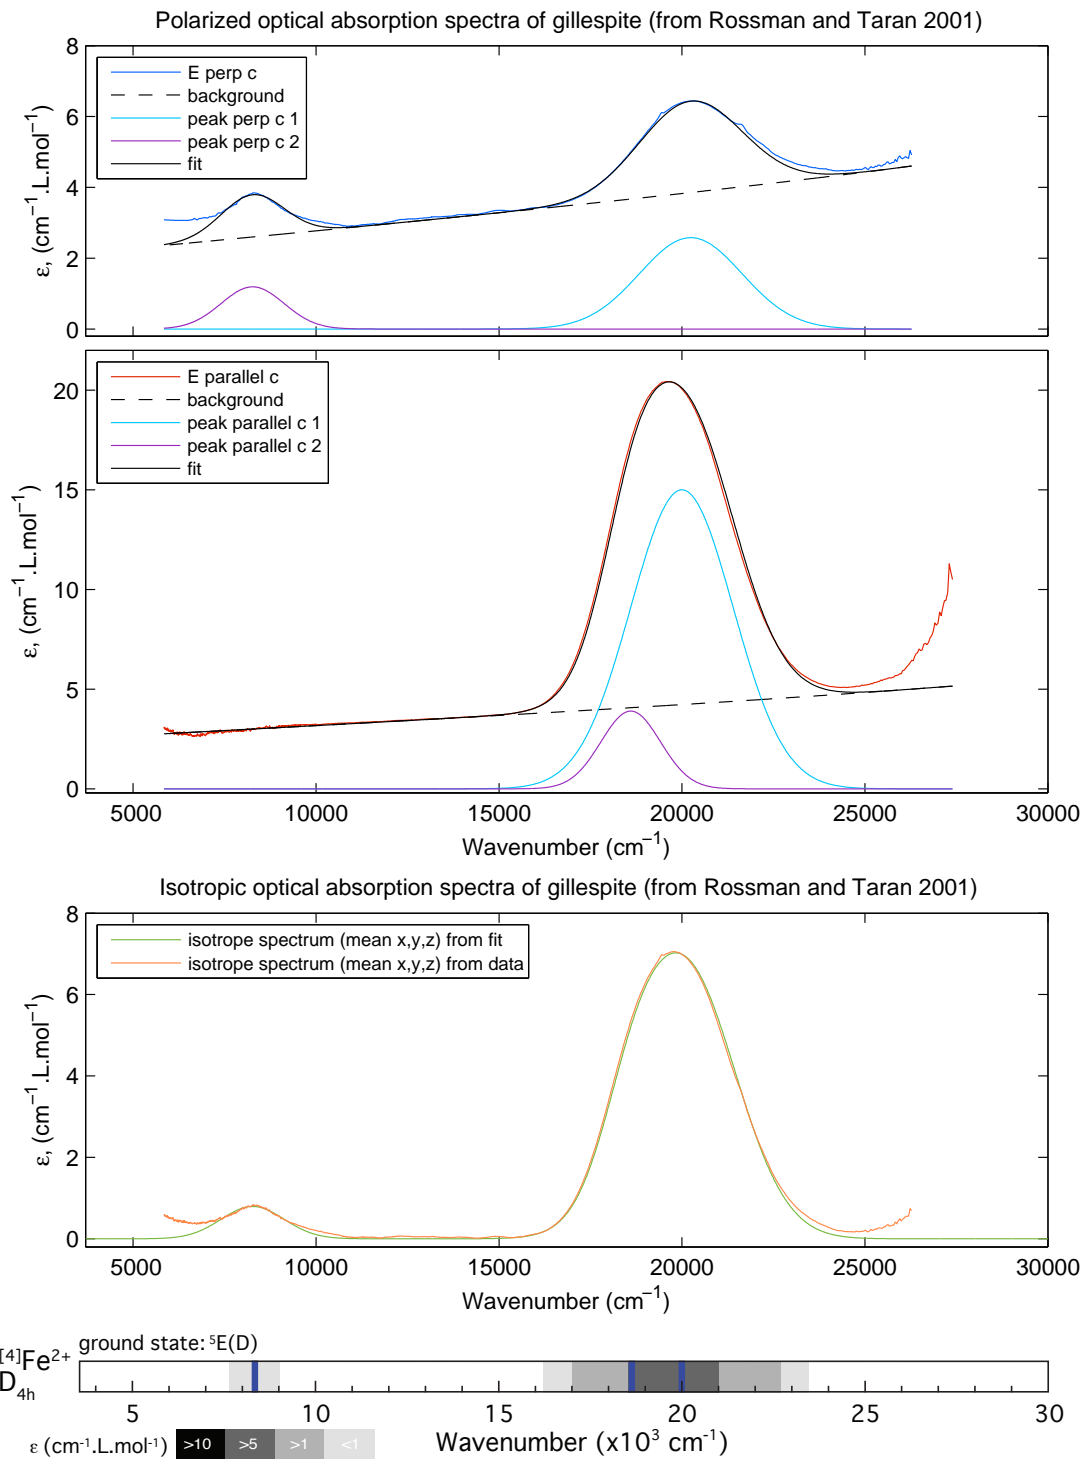 Polarized optical absorption spectra of gillespite (from Rossman and Taran 2001)
8
6
4
2
0
ε, (cm⁻¹.L.mol⁻¹)
E perp c
background
peak perp c 1
peak perp c 2
fit
20
15
10
5
0
ε, (cm⁻¹.L.mol⁻¹)
E parallel c
background
peak parallel c 1
peak parallel c 2
fit
5000 10000 15000 20000 25000 30000
Wavenumber (cm⁻¹)
Isotropic optical absorption spectra of gillespite (from Rossman and Taran 2001)
8
6
4
2
0
ε, (cm⁻¹.L.mol⁻¹)
isotrope spectrum (mean x,y,z) from fit
isotrope spectrum (mean x,y,z) from data
5000 10000 15000 20000 25000 30000
Wavenumber (cm⁻¹)
ground state: ⁵E(D)
[4]Fe²⁺
D₄ₕ
5 10 15 20 25 30
Wavenumber (x10³ cm⁻¹)
ε (cm⁻¹.L.mol⁻¹) >10 >5 >1 <1